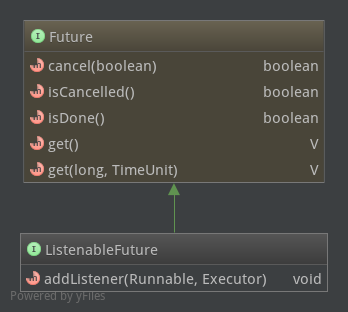 Future
cancel(boolean) boolean
isCancelled() boolean
isDone() boolean
get() V
get(long, TimeUnit) V
ListenableFuture
addListener(Runnable, Executor) void
Powered by yFiles